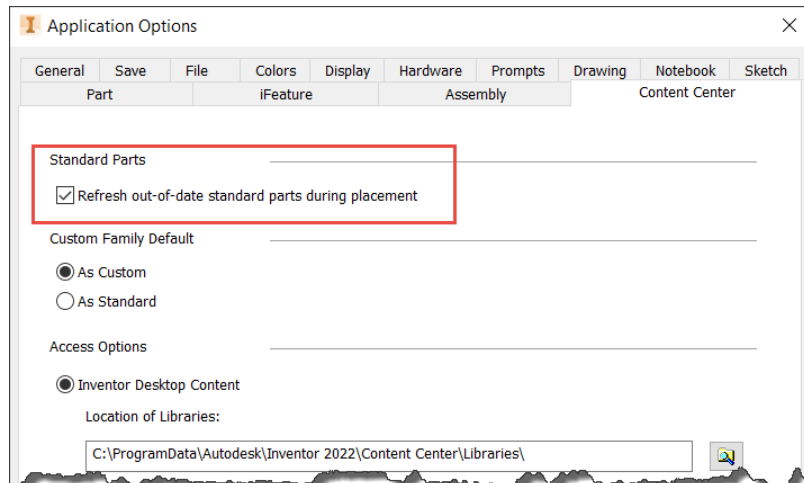 Application Options
General Save File Colors Display Hardware Prompts Drawing Notebook Sketch
Part iFeature Assembly Content Center
Standard Parts
Refresh out-of-date standard parts during placement
Custom Family Default
As Custom
As Standard
Access Options
Inventor Desktop Content
Location of Libraries:
C:\ProgramData\Autodesk\Inventor 2022\Content Center\Libraries\